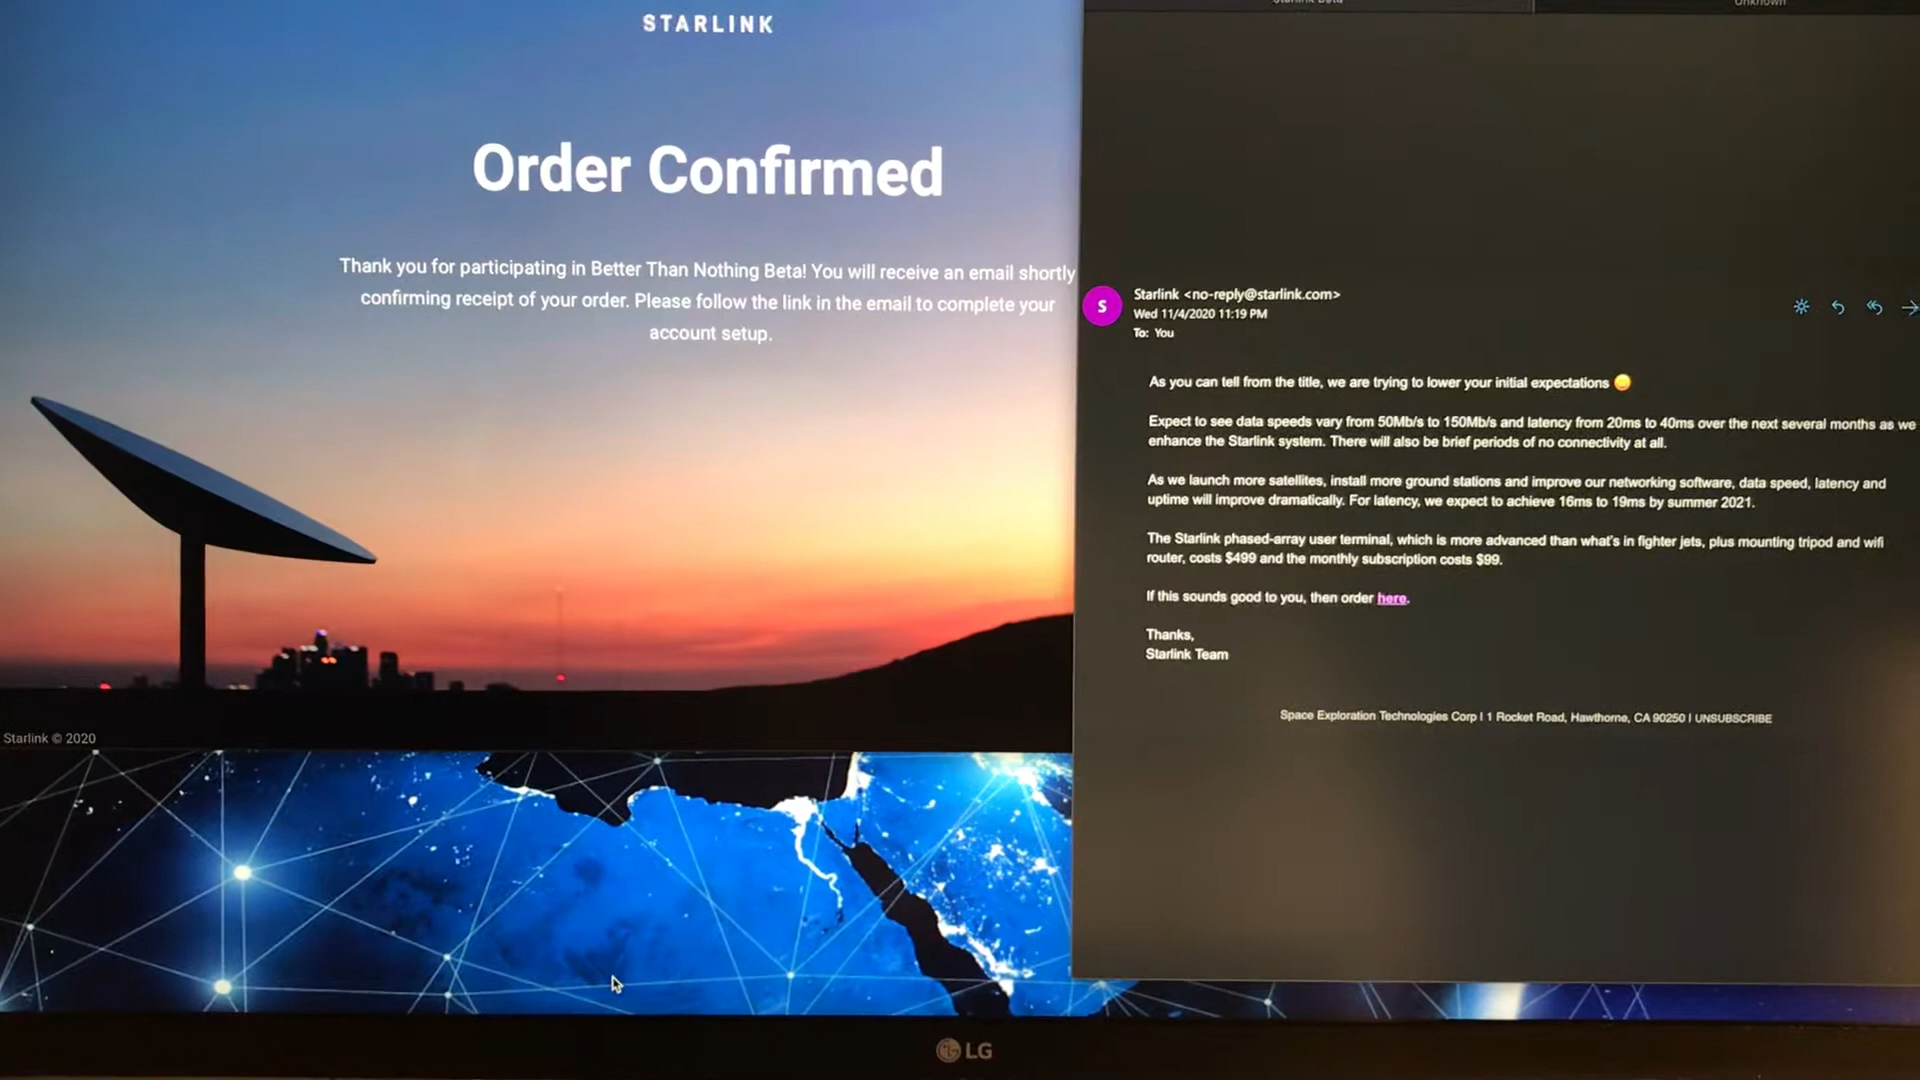 STARLINK
Order Confirmed
Thank you for participating in Better Than Nothing Beta! You will receive an email shortly
confirming receipt of your order. Please follow the link in the email to complete your
account setup.
Starlink © 2020
Starlink Beta
Unknown
S
Starlink <no-reply@starlink.com>
Wed 11/4/2020 11:19 PM
To: You
As you can tell from the title, we are trying to lower your initial expectations
Expect to see data speeds vary from 50Mb/s to 150Mb/s and latency from 20ms to 40ms over the next several months as we
enhance the Starlink system. There will also be brief periods of no connectivity at all.
As we launch more satellites, install more ground stations and improve our networking software, data speed, latency and
uptime will improve dramatically. For latency, we expect to achieve 16ms to 19ms by summer 2021.
The Starlink phased-array user terminal, which is more advanced than what's in fighter jets, plus mounting tripod and wifi
router, costs $499 and the monthly subscription costs $99.
If this sounds good to you, then order here.
Thanks,
Starlink Team
Space Exploration Technologies Corp | 1 Rocket Road, Hawthorne, CA 90250 | UNSUBSCRIBE
LG